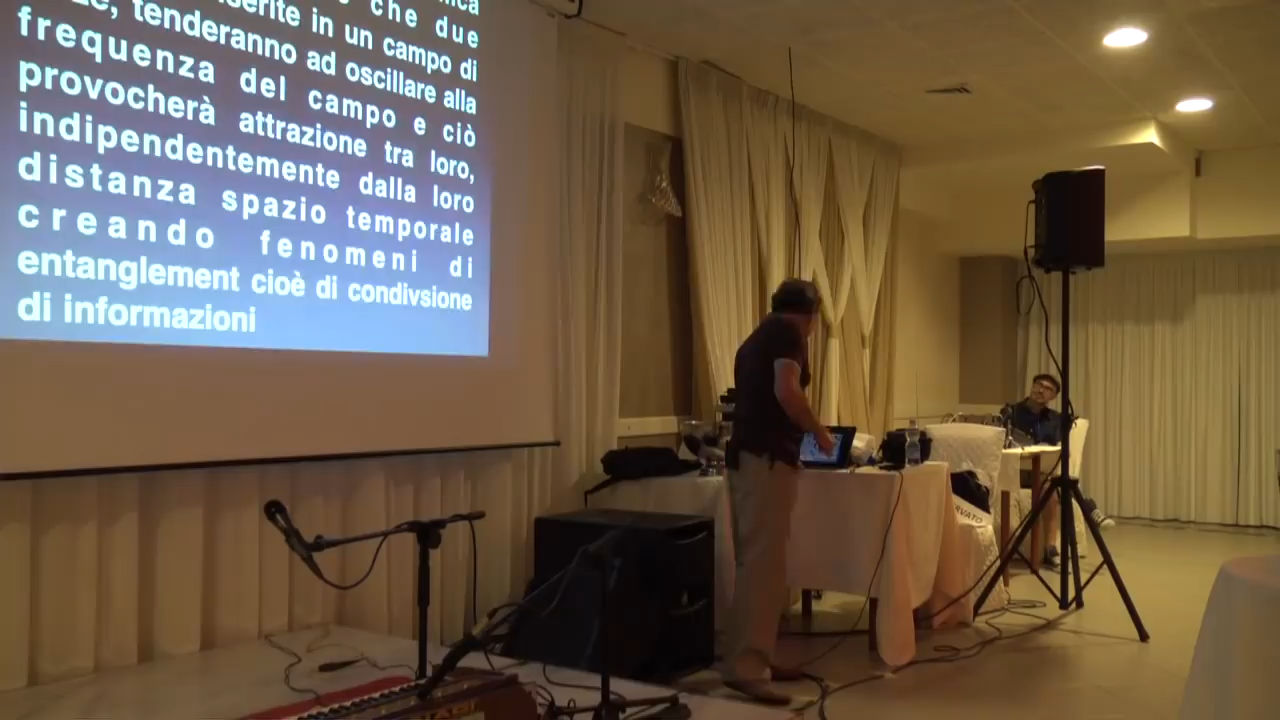 che due
inserite in un campo di
tenderanno ad oscillare alla
frequenza del campo e ciò
provocherà attrazione tra loro,
indipendentemente dalla loro
distanza spazio temporale
creando fenomeni di
entanglement cioè di condivsione
di informazioni
RVATO